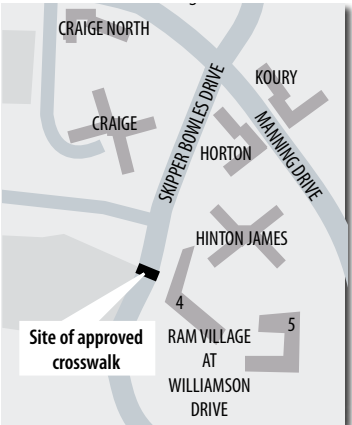 CRAIGE NORTH
SKIPPER BOWLES DRIVE
KOURY
CRAIGE
MANNING DRIVE
HORTON
HINTON JAMES
4
Site of approved
crosswalk
RAM VILLAGE
AT
WILLIAMSON
DRIVE
5